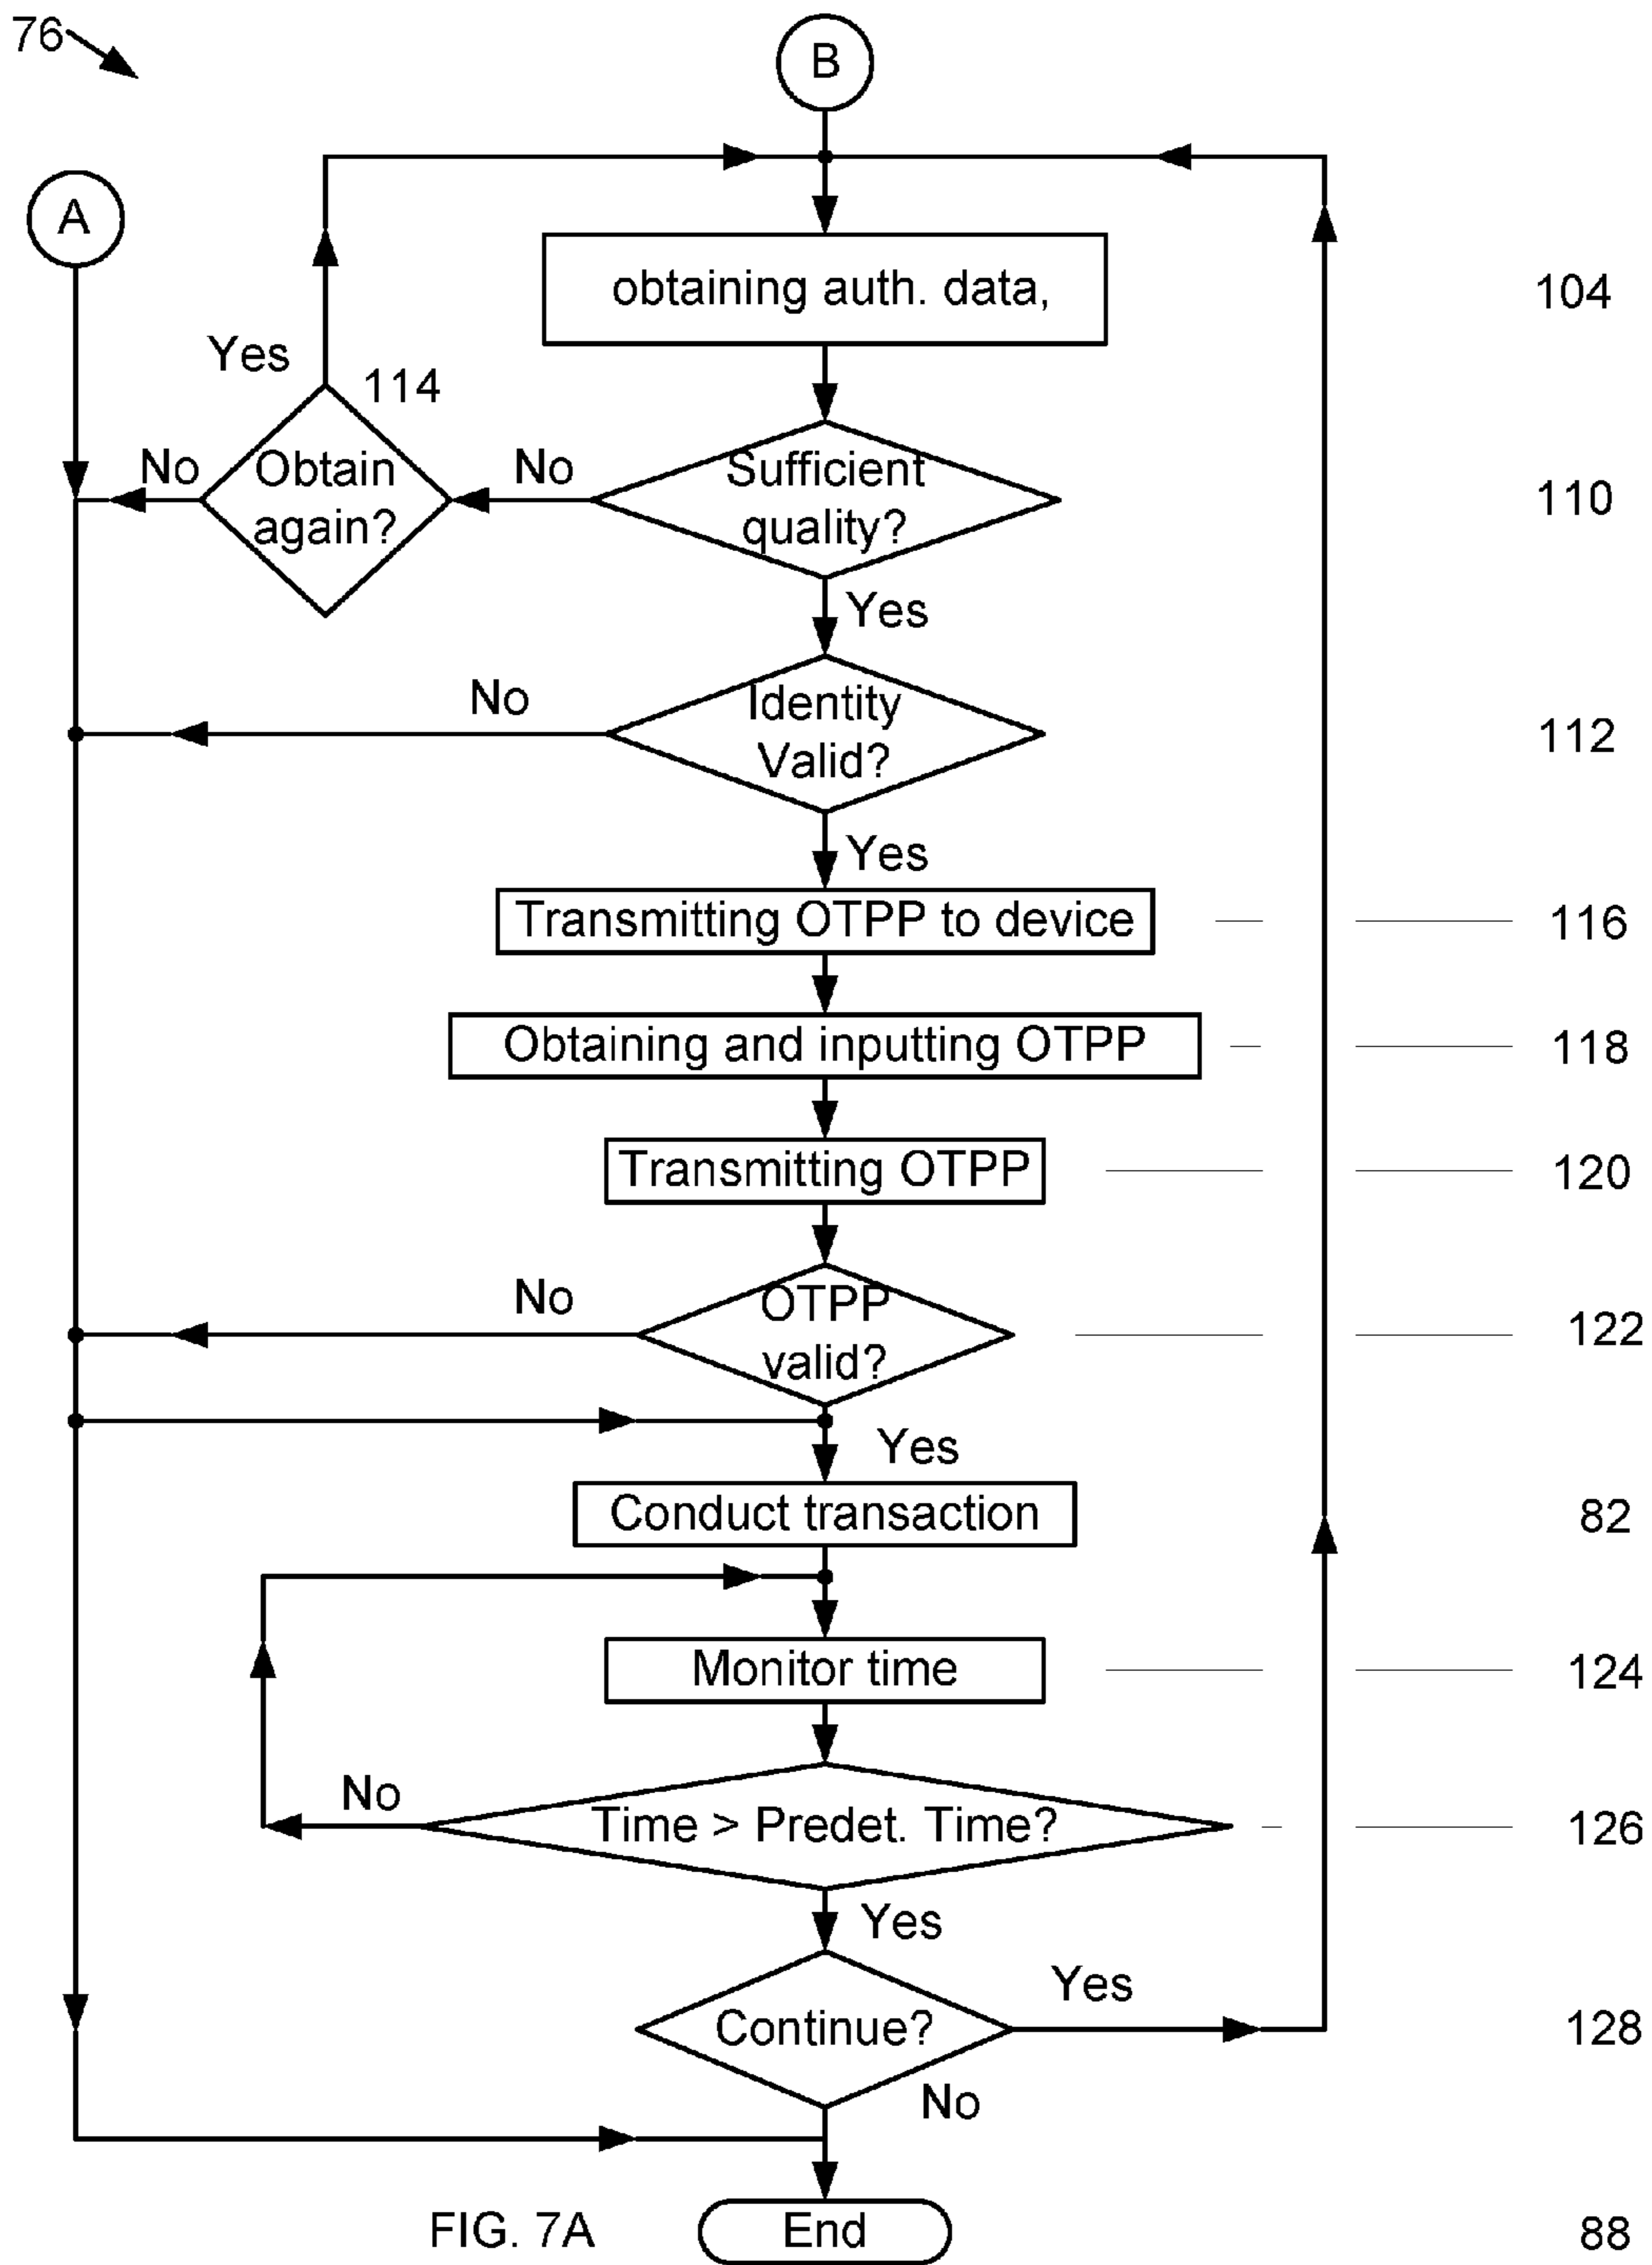 76
B
A
obtaining auth. data,
104
Yes
114
No
Obtain
again?
No
Sufficient
quality?
110
Yes
No
Identity
Valid?
112
Yes
Transmitting OTPP to device
116
Obtaining and inputting OTPP
118
Transmitting OTPP
120
No
OTPP
valid?
122
Yes
Conduct transaction
82
Monitor time
124
No
Time > Predet. Time?
126
Yes
Yes
Continue?
128
No
FIG. 7A
End
88